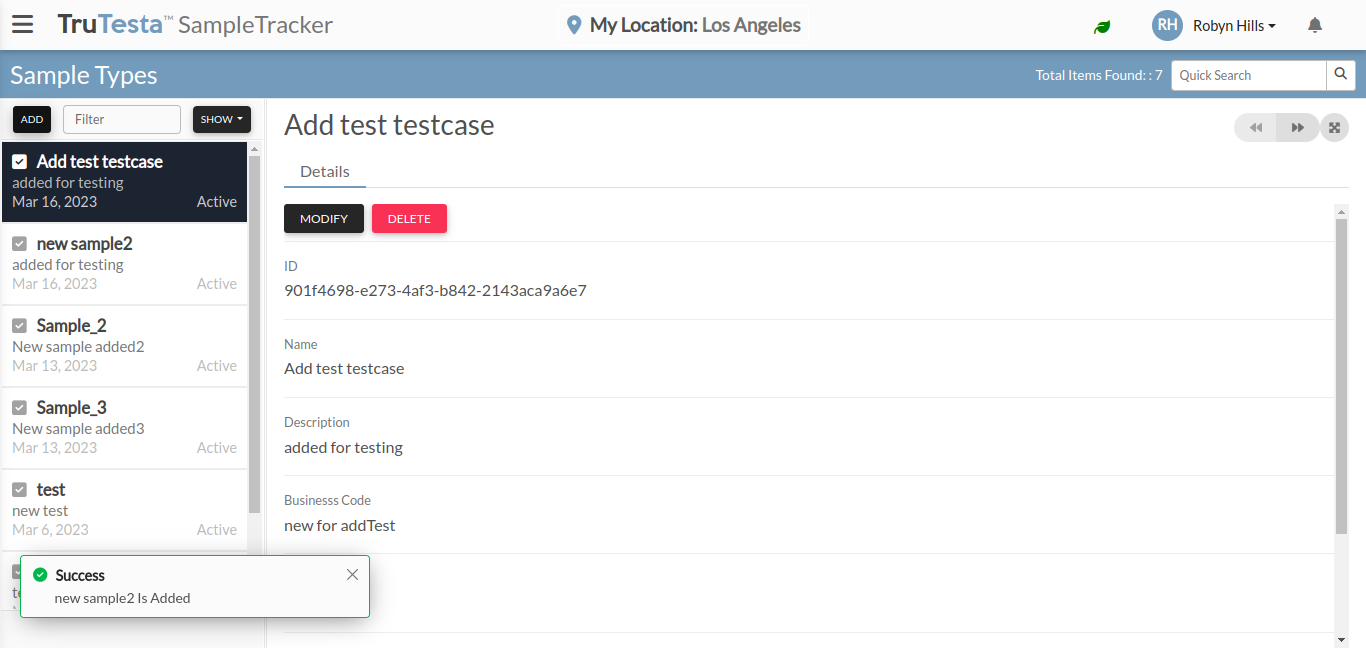 TruTesta™ SampleTracker
My Location: Los Angeles
RH Robyn Hills
Sample Types
Total Items Found: : 7
Quick Search
ADD
Filter
SHOW
Add test testcase
added for testing
Mar 16, 2023 Active
new sample2
added for testing
Mar 16, 2023 Active
Sample_2
New sample added2
Mar 13, 2023 Active
Sample_3
New sample added3
Mar 13, 2023 Active
test
new test
Mar 6, 2023 Active
Success
new sample2 Is Added
Add test testcase
Details
MODIFY DELETE
ID
901f4698-e273-4af3-b842-2143aca9a6e7
Name
Add test testcase
Description
added for testing
Businesss Code
new for addTest